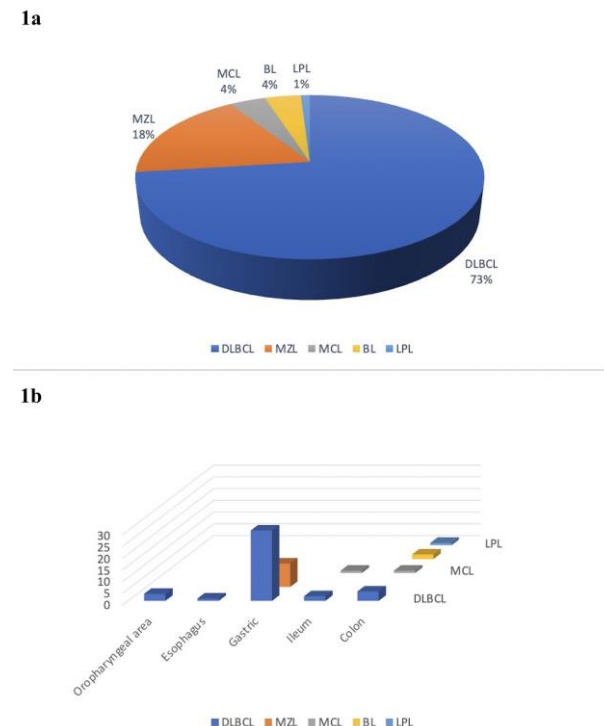 1a
LPL
1%
BL
4%
MCL
4%
MZL
18%
DLBCL
73%
DLBCL MZL MCL BL LPL
1b
30
25
20
15
10
5
0
LPL
MCL
DLBCL
Oropharyngeal area
Esophagus
Gastric
Ileum
Colon
DLBCL MZL MCL BL LPL